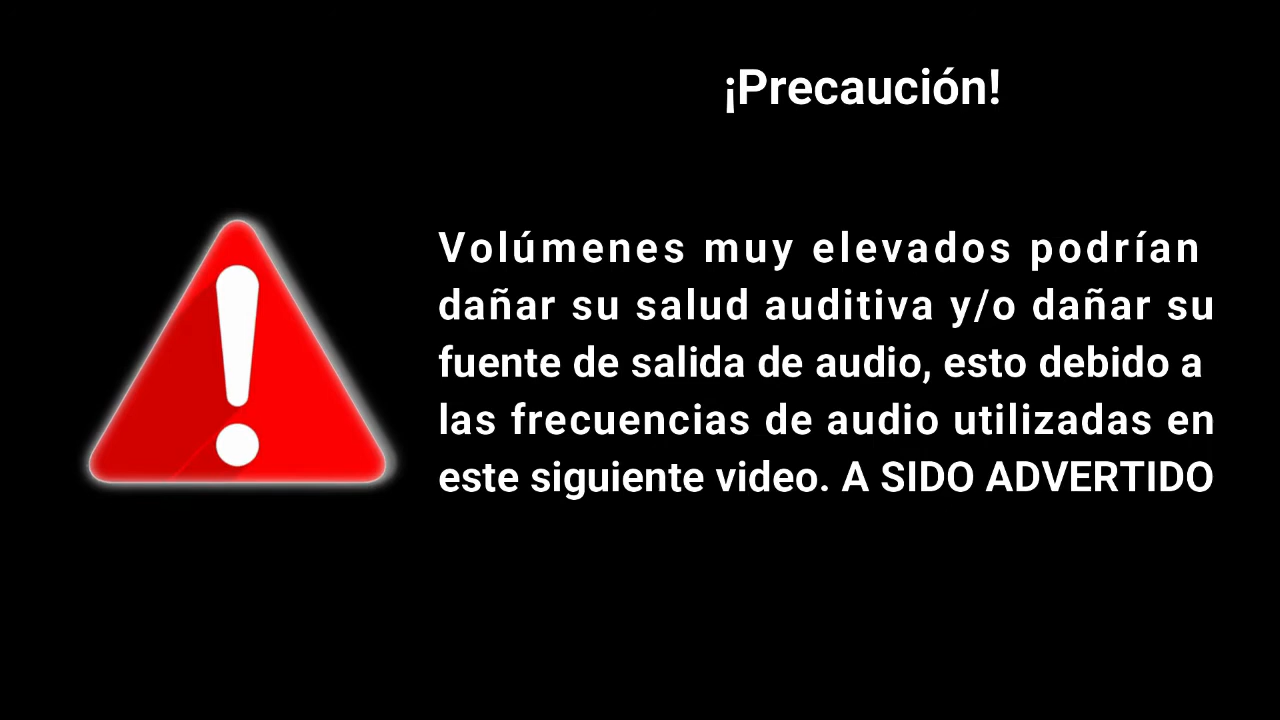 ¡Precaución!
Volúmenes muy elevados podrían
dañar su salud auditiva y/o dañar su
fuente de salida de audio, esto debido a
las frecuencias de audio utilizadas en
este siguiente video. A SIDO ADVERTIDO